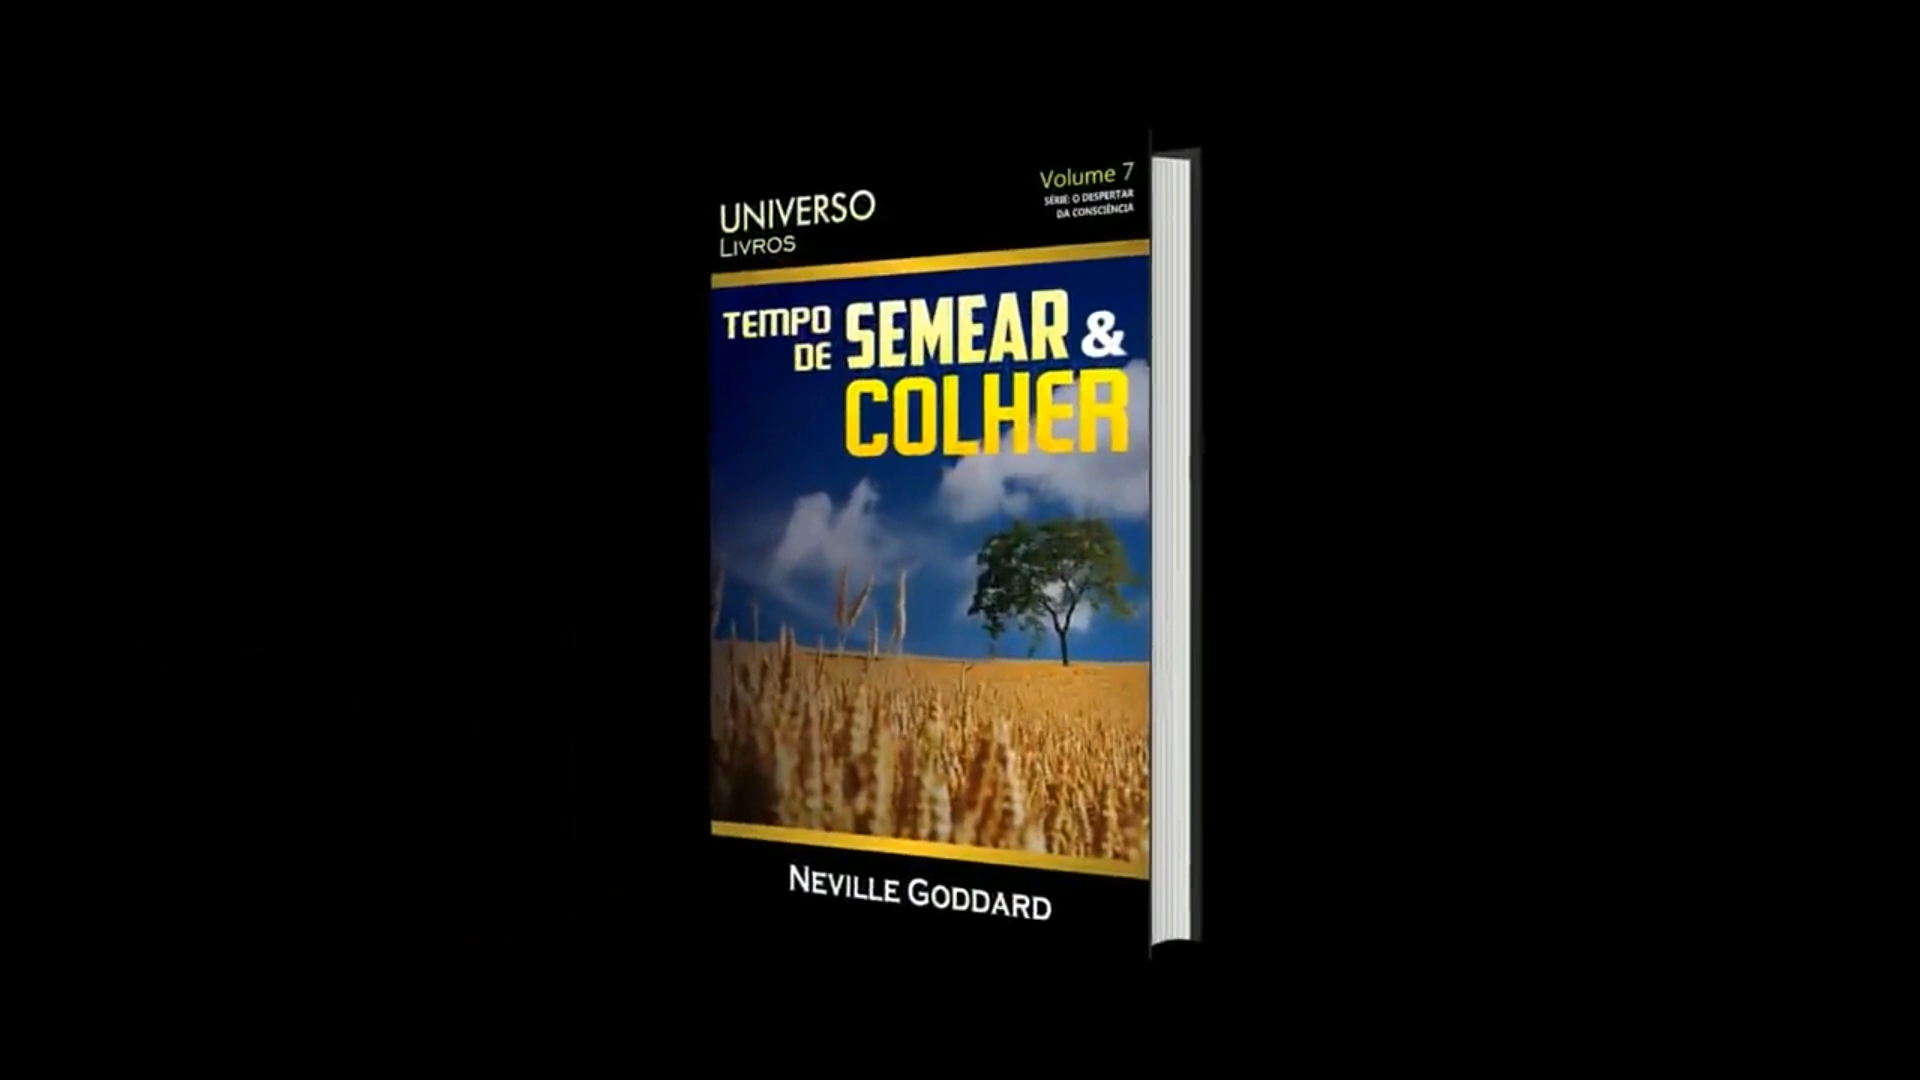 UNIVERSO
LIVROS
Volume 7
SÉRIE: O DESPERTAR
DA CONSCIÊNCIA
TEMPO
DE SEMEAR &
COLHER
NEVILLE GODDARD